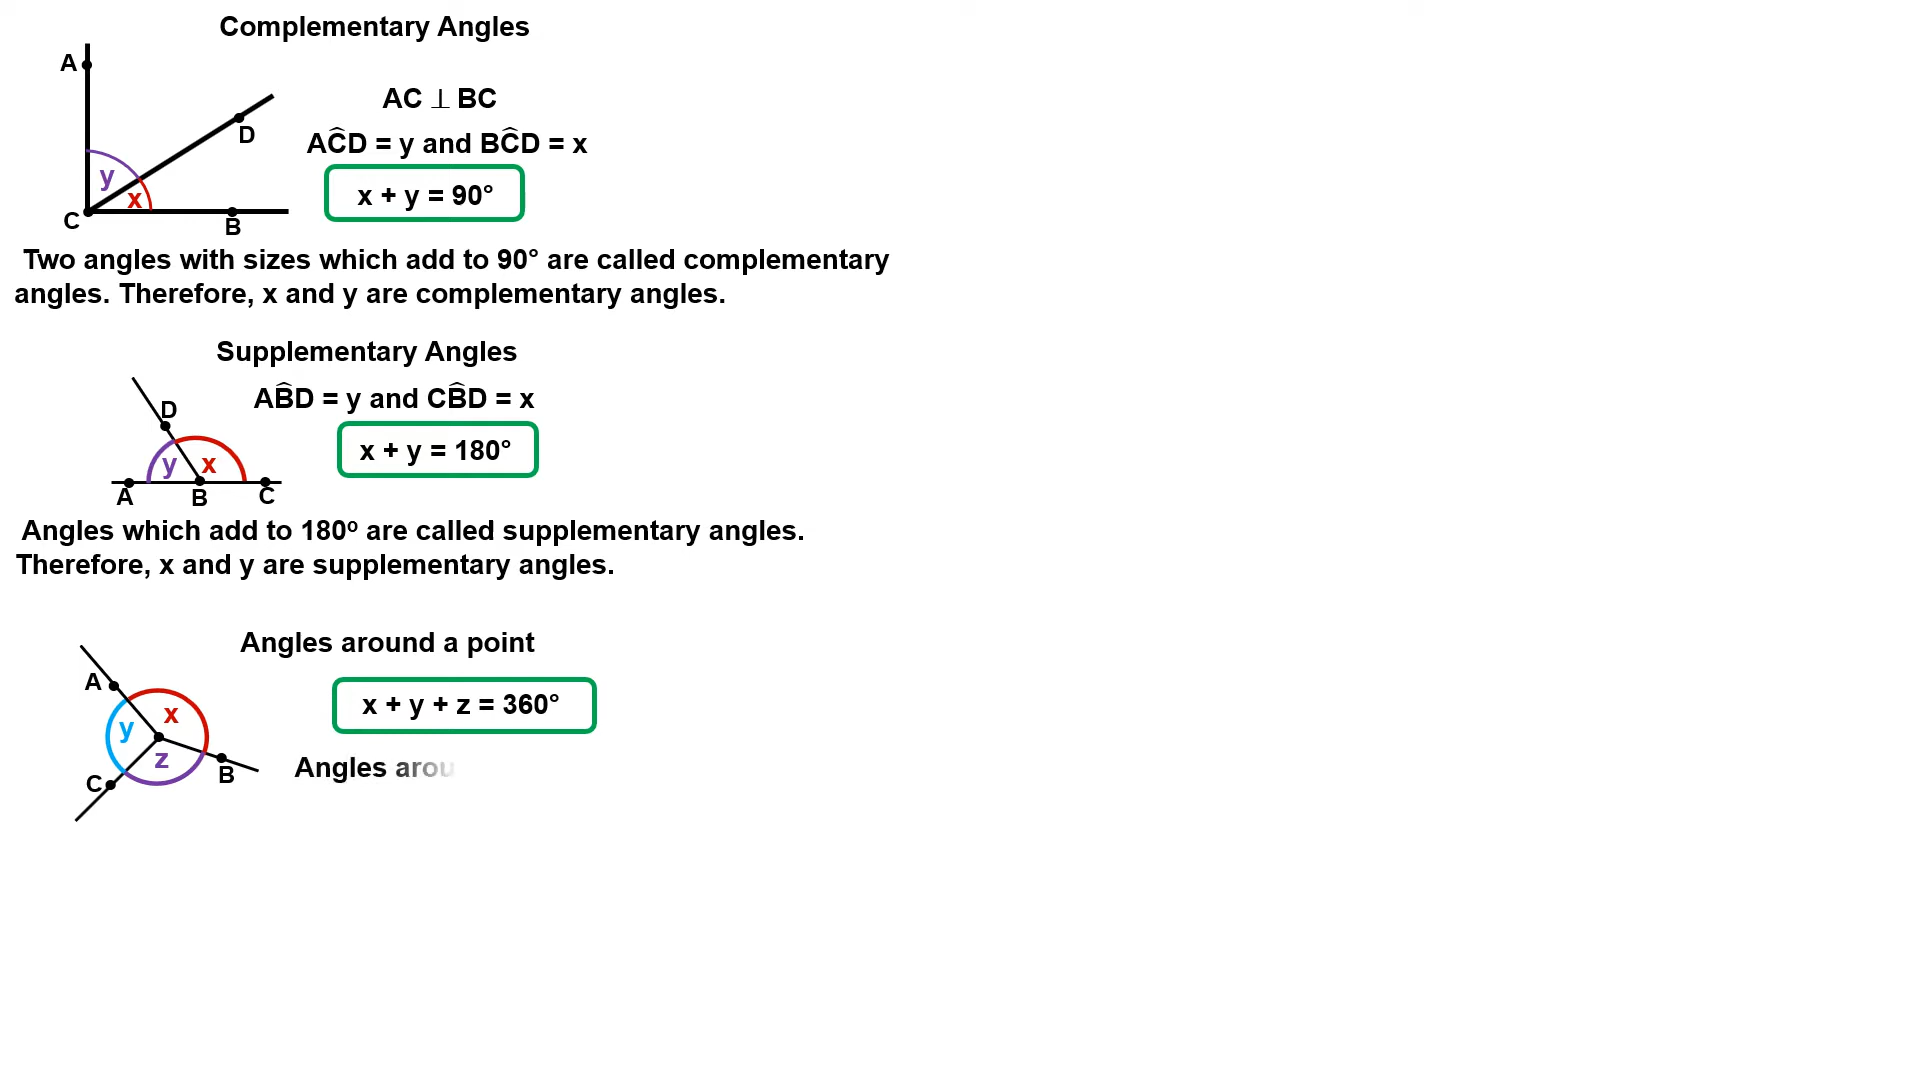 Complementary Angles
A
D
y
x
C
B
AC ⊥ BC
AĈD = y and BĈD = x
x + y = 90°
Two angles with sizes which add to 90° are called complementary
angles. Therefore, x and y are complementary angles.
Supplementary Angles
D
y
x
A
B
C
AB̂D = y and CB̂D = x
x + y = 180°
Angles which add to 180º are called supplementary angles.
Therefore, x and y are supplementary angles.
Angles around a point
A
x
y
z
C
B
x + y + z = 360°
Angles